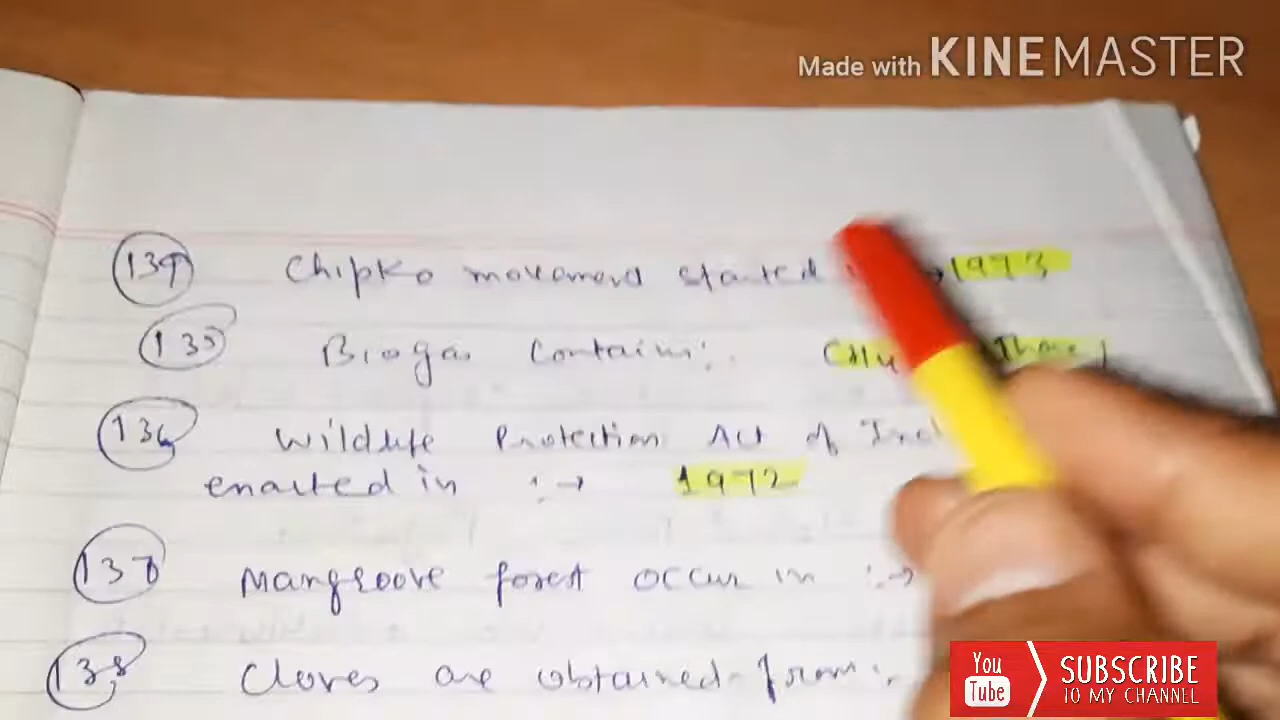 Made with KINEMASTER
134 Chipko movement started → 1973
135 Biogas contains:
136 Wildlife Protection Act of
enacted in :→ 1972
137 Mangroove forest occur in :→
138 Cloves are obtained from:
You Tube SUBSCRIBE
TO MY CHANNEL